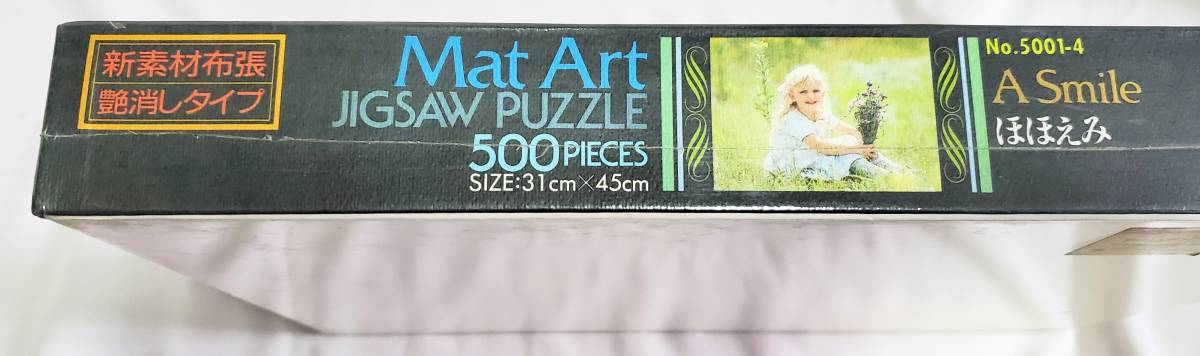 新素材布張
艶消しタイプ
Mat Art
JIGSAW PUZZLE
500 PIECES
SIZE:31cm×45cm
No.5001-4
A Smile
ほほえみ